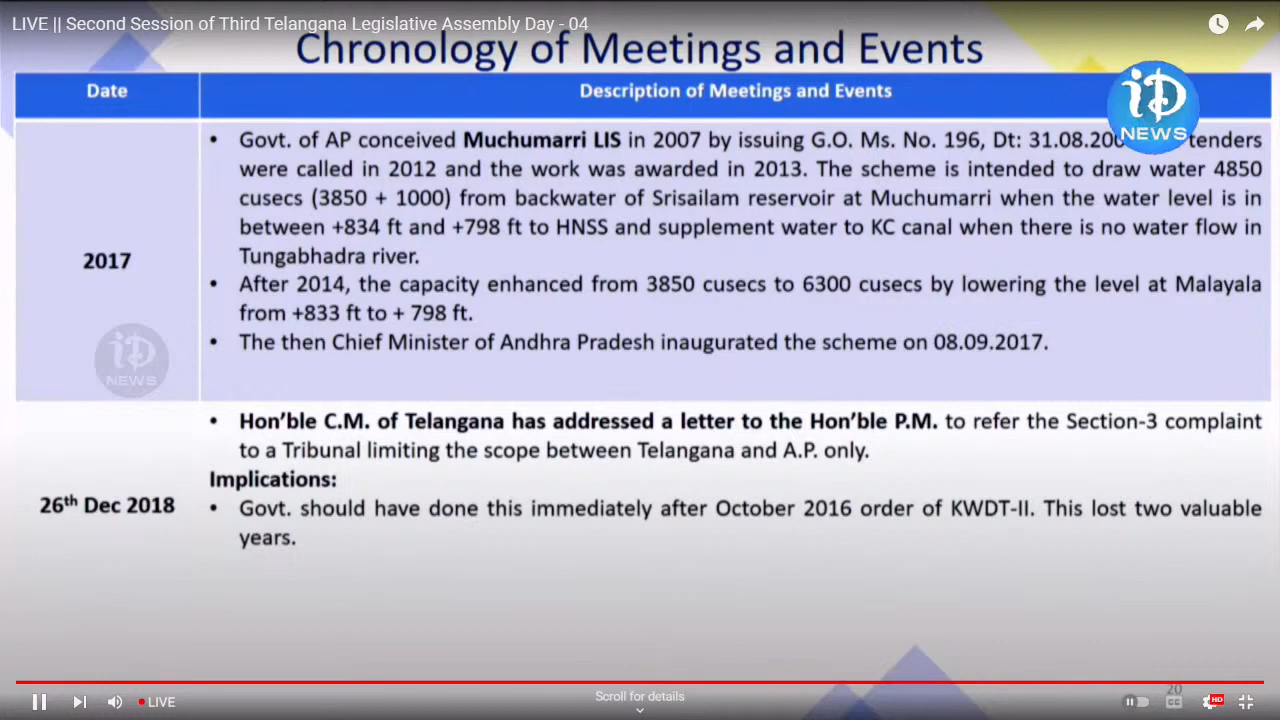 LIVE || Second Session of Third Telangana Legislative Assembly Day - 04
Chronology of Meetings and Events
Date
Description of Meetings and Events
iD
NEWS
2017
• Govt. of AP conceived Muchumarri LIS in 2007 by issuing G.O. Ms. No. 196, Dt: 31.08.200 tenders
were called in 2012 and the work was awarded in 2013. The scheme is intended to draw water 4850
cusecs (3850 + 1000) from backwater of Srisailam reservoir at Muchumarri when the water level is in
between +834 ft and +798 ft to HNSS and supplement water to KC canal when there is no water flow in
Tungabhadra river.
• After 2014, the capacity enhanced from 3850 cusecs to 6300 cusecs by lowering the level at Malayala
from +833 ft to + 798 ft.
• The then Chief Minister of Andhra Pradesh inaugurated the scheme on 08.09.2017.
iD
NEWS
26th Dec 2018
• Hon’ble C.M. of Telangana has addressed a letter to the Hon’ble P.M. to refer the Section-3 complaint
to a Tribunal limiting the scope between Telangana and A.P. only.
Implications:
• Govt. should have done this immediately after October 2016 order of KWDT-II. This lost two valuable
years.
Scroll for details
LIVE
20
CC
HD